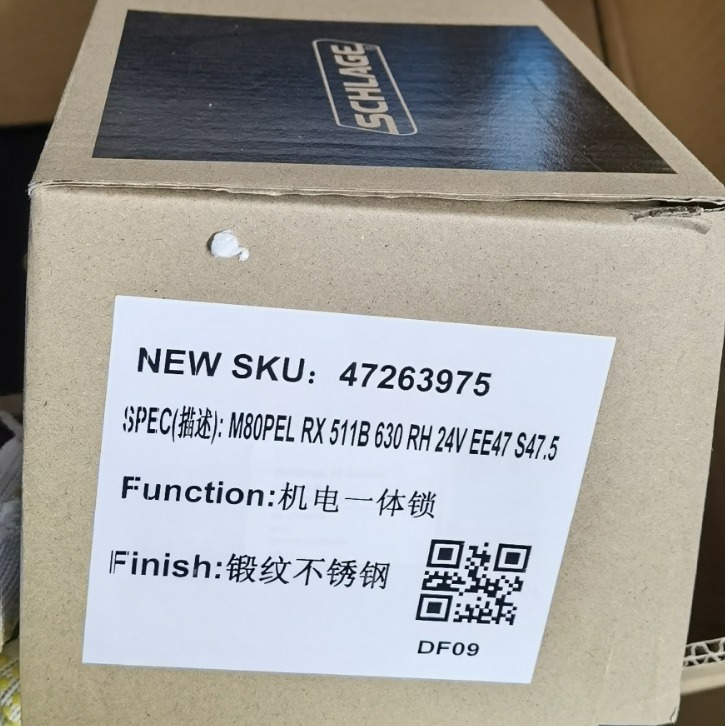 SCHLAGE
NEW SKU：47263975
SPEC(描述): M80PEL RX 511B 630 RH 24V EE47 S47.5
Function:机电一体锁
Finish:锻纹不锈钢
DF09